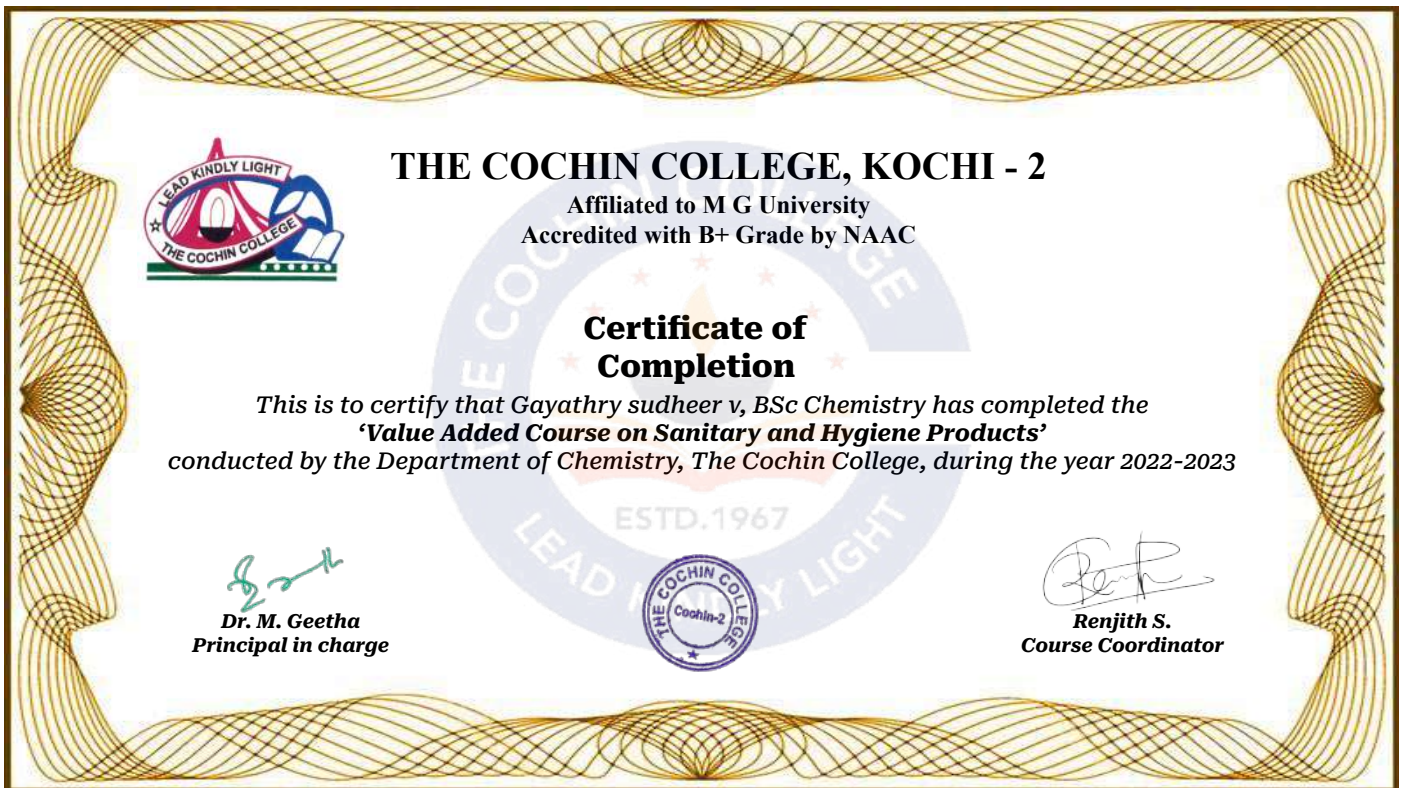 LEAD KINDLY LIGHT
THE COCHIN COLLEGE
THE COCHIN COLLEGE, KOCHI - 2
Affiliated to M G University
Accredited with B+ Grade by NAAC
THE COCHIN COLLEGE
Certificate of
Completion
This is to certify that Gayathry sudheer v, BSc Chemistry has completed the
‘Value Added Course on Sanitary and Hygiene Products’
conducted by the Department of Chemistry, The Cochin College, during the year 2022-2023
ESTD.1967
LEAD KINDLY LIGHT
THE COCHIN COLLEGE
Cochin-2
Dr. M. Geetha
Principal in charge
Renjith S.
Course Coordinator